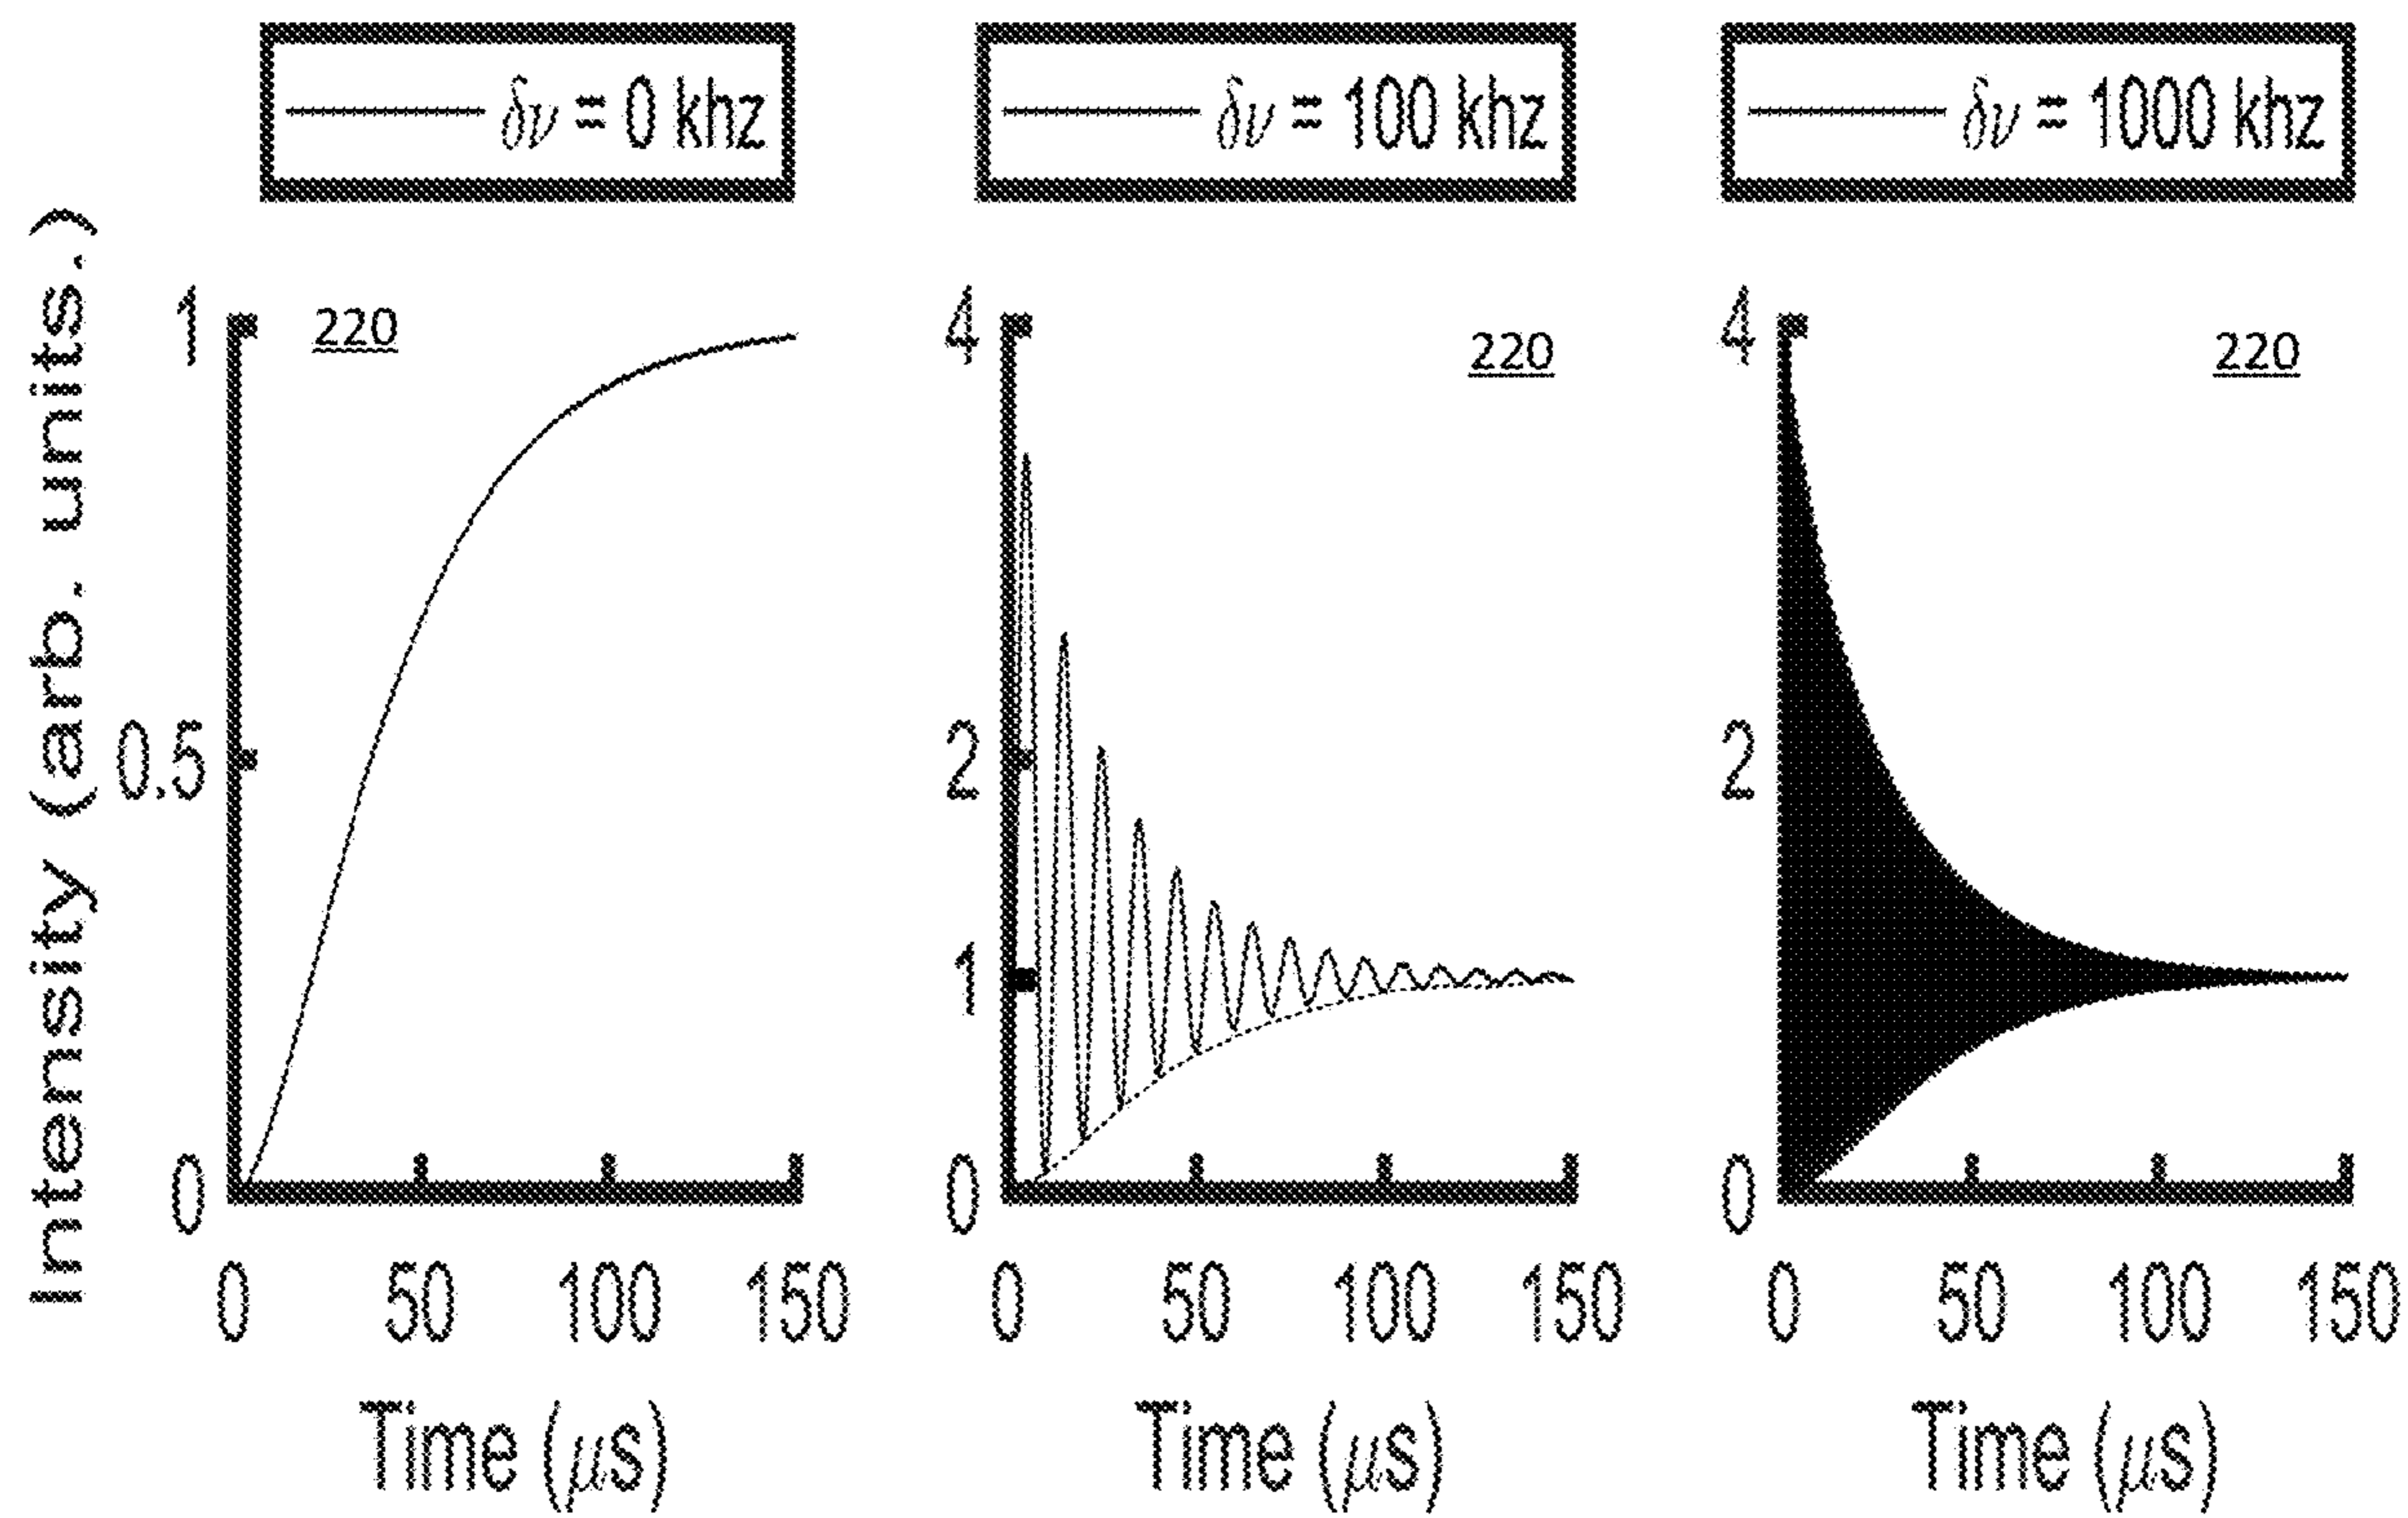 δν = 0 khz
δν = 100 khz
δν = 1000 khz
Intensity (arb. units.)
1
220
0.5
0
0 50 100 150
Time (μs)
4
220
2
1
0
0 50 100 150
Time (μs)
4
220
2
0
0 50 100 150
Time (μs)